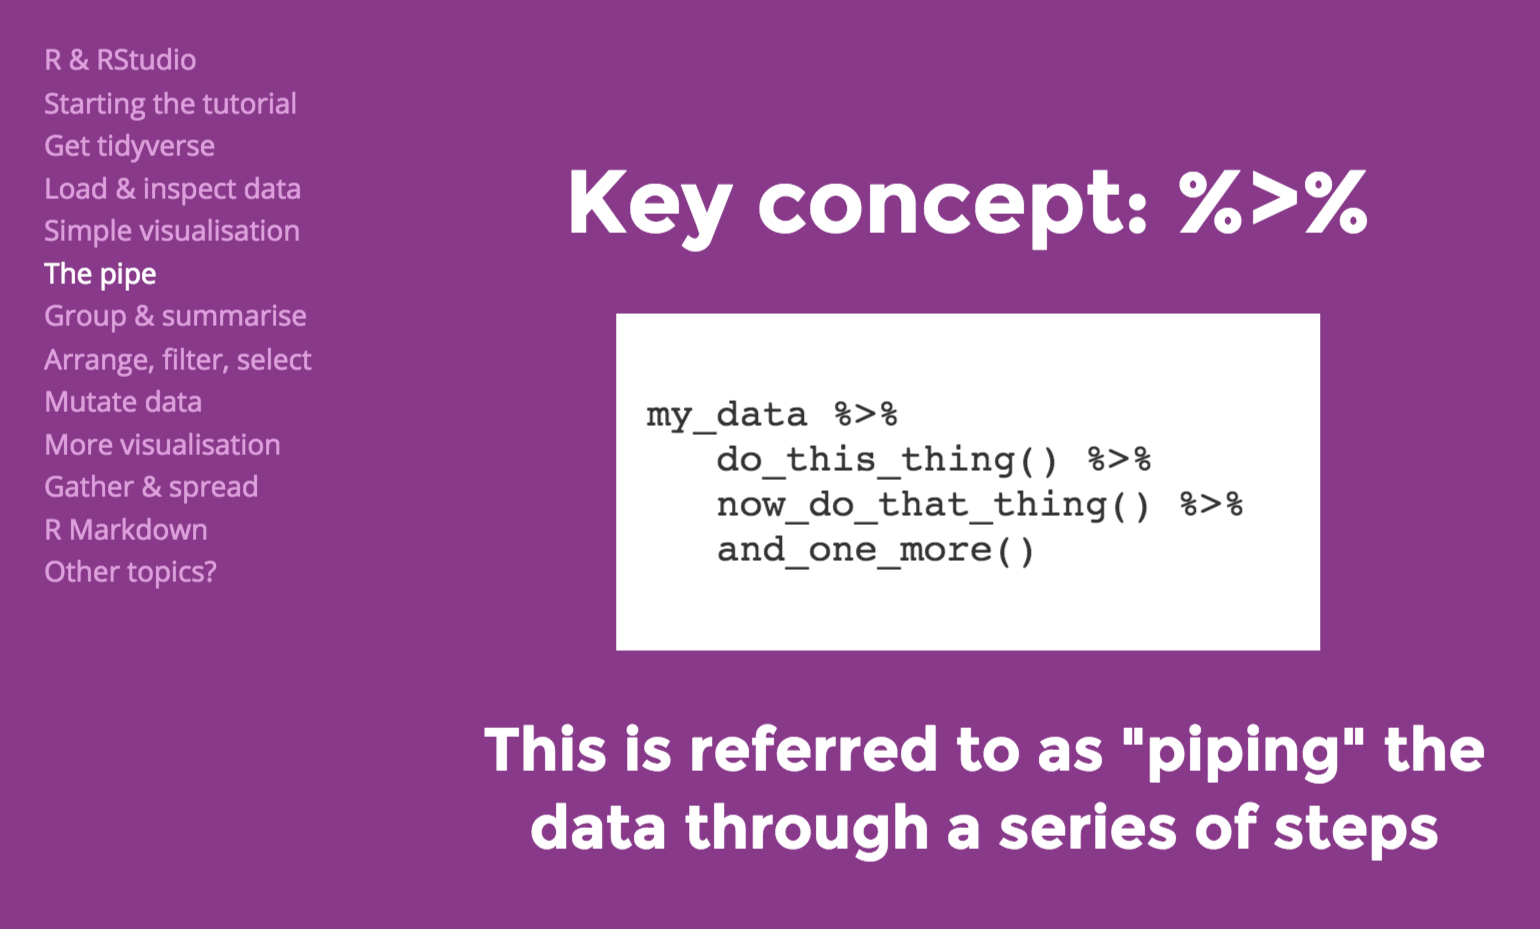 R & RStudio
Starting the tutorial
Get tidyverse
Load & inspect data
Simple visualisation
The pipe
Group & summarise
Arrange, filter, select
Mutate data
More visualisation
Gather & spread
R Markdown
Other topics?
Key concept: %>%
my_data %>%
   do_this_thing() %>%
   now_do_that_thing() %>%
   and_one_more()
This is referred to as "piping" the
data through a series of steps